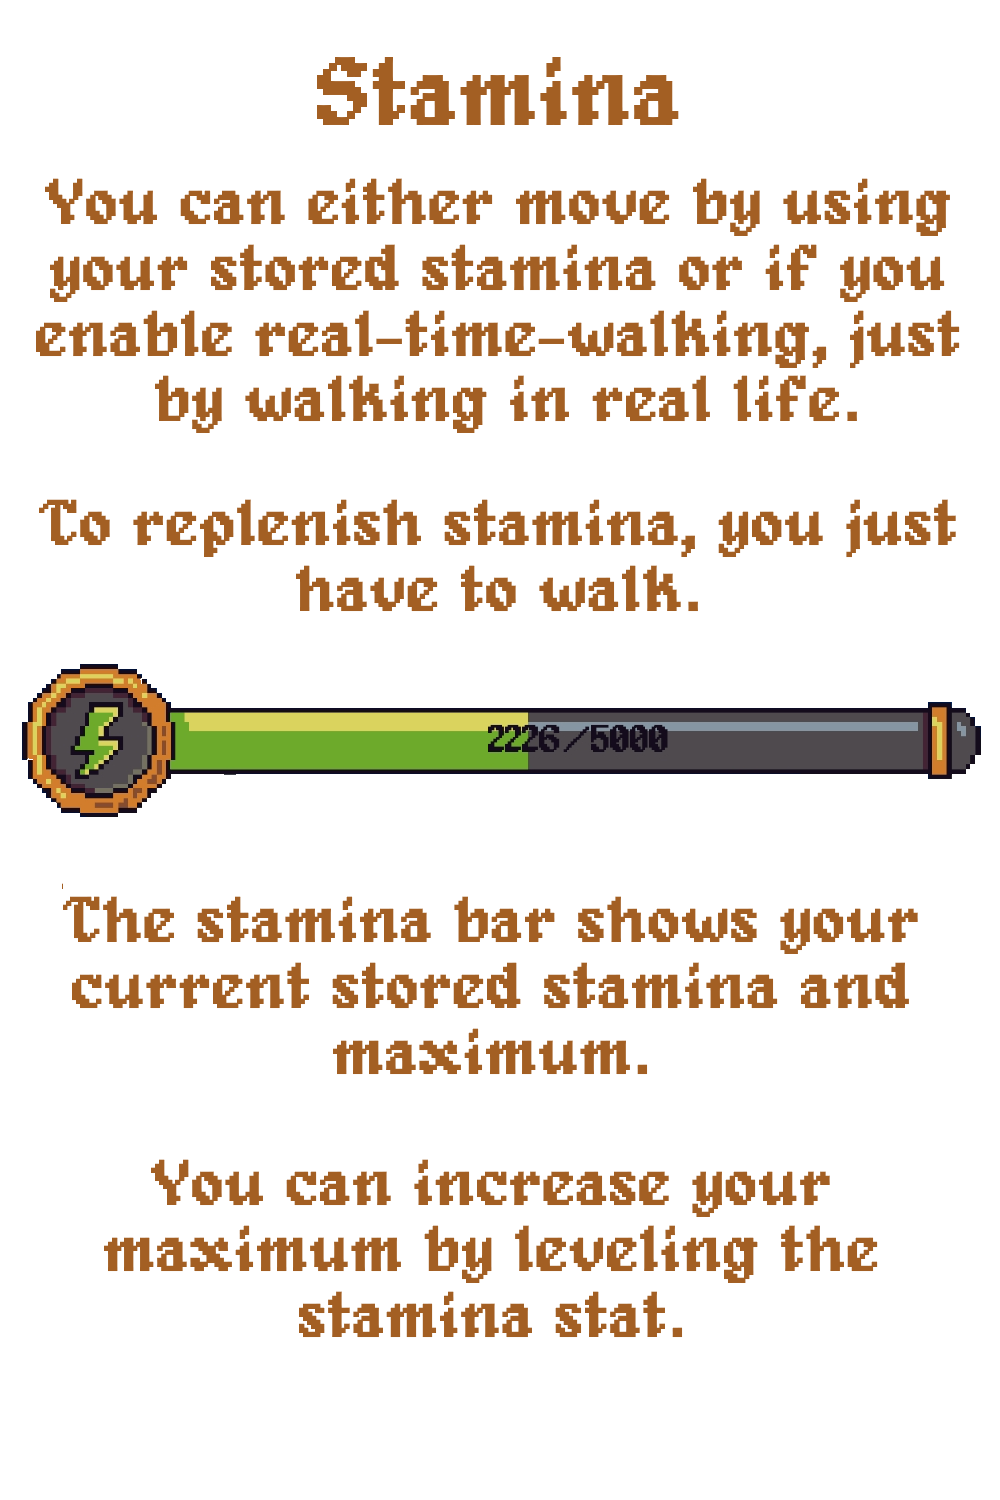 Stamina
You can either move by using
your stored stamina or if you
enable real-time-walking, just
by walking in real life.
To replenish stamina, you just
have to walk.
2226/5000
The stamina bar shows your
current stored stamina and
maximum.
You can increase your
maximum by leveling the
stamina stat.